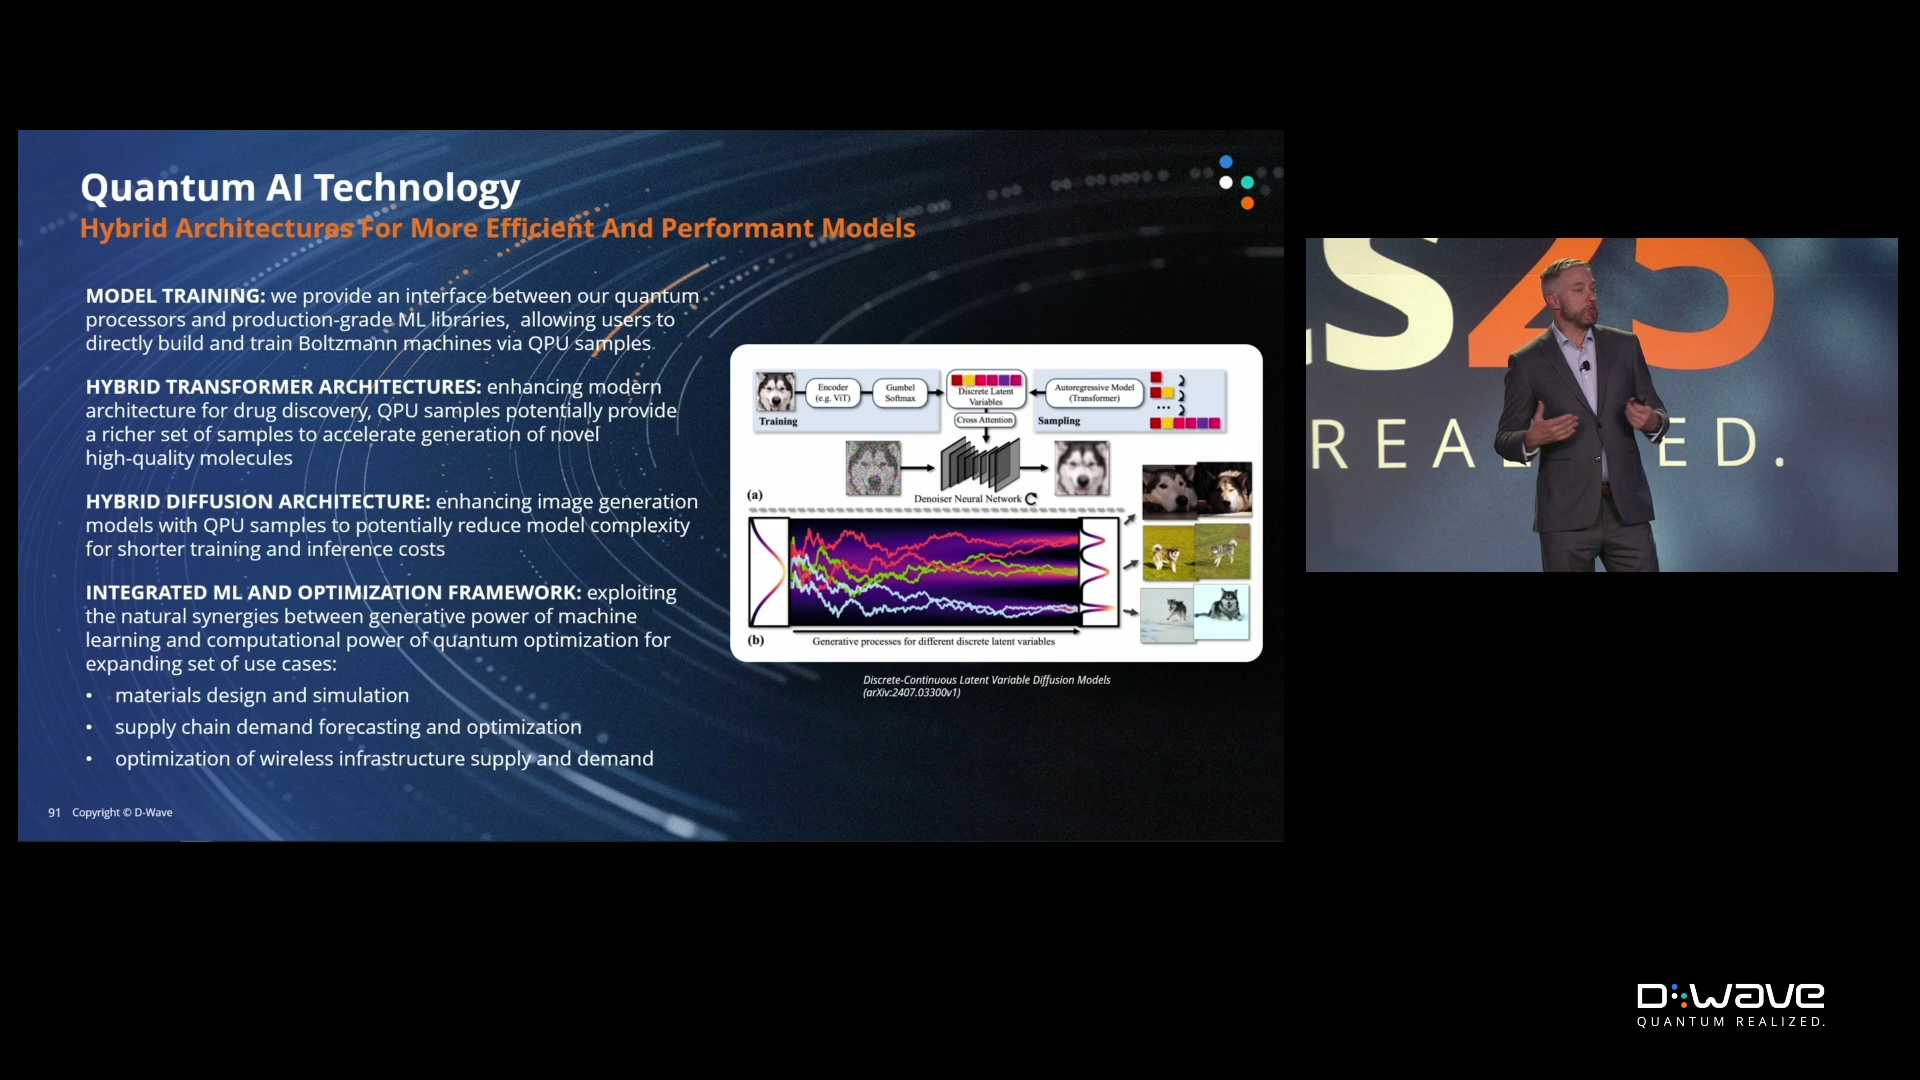 Quantum AI Technology
Hybrid Architectures For More Efficient And Performant Models
MODEL TRAINING: we provide an interface between our quantum
processors and production-grade ML libraries, allowing users to
directly build and train Boltzmann machines via QPU samples
HYBRID TRANSFORMER ARCHITECTURES: enhancing modern
architecture for drug discovery, QPU samples potentially provide
a richer set of samples to accelerate generation of novel
high-quality molecules
HYBRID DIFFUSION ARCHITECTURE: enhancing image generation
models with QPU samples to potentially reduce model complexity
for shorter training and inference costs
INTEGRATED ML AND OPTIMIZATION FRAMEWORK: exploiting
the natural synergies between generative power of machine
learning and computational power of quantum optimization for
expanding set of use cases:
• materials design and simulation
• supply chain demand forecasting and optimization
• optimization of wireless infrastructure supply and demand
91 Copyright © D-Wave
Encoder
(e.g. ViT)
Gumbel
Softmax
Discrete Latent
Variables
Autoregressive Model
(Transformer)
...
Training
Cross Attention
Sampling
(a)
Denoiser Neural Network
(b)
Generative processes for different discrete latent variables
Discrete-Continuous Latent Variable Diffusion Models
(arXiv:2407.03300v1)
S25
REA ED.
D:Wave
QUANTUM REALIZED.